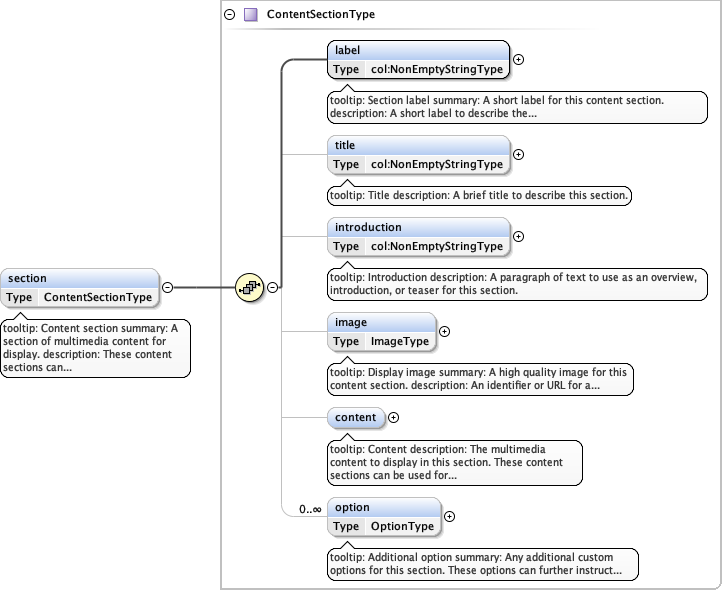 ContentSectionType
label
Type col:NonEmptyStringType
tooltip: Section label summary: A short label for this content section.
description: A short label to describe the...
title
Type col:NonEmptyStringType
tooltip: Title description: A brief title to describe this section.
introduction
Type col:NonEmptyStringType
tooltip: Introduction description: A paragraph of text to use as an overview,
introduction, or teaser for this section.
section
Type ContentSectionType
tooltip: Content section summary: A
section of multimedia content for
display. description: These content
sections can...
image
Type ImageType
tooltip: Display image summary: A high quality image for this
content section. description: An identifier or URL for a...
content
tooltip: Content description: The multimedia
content to display in this section. These content
sections can be used for...
0..∞
option
Type OptionType
tooltip: Additional option summary: Any additional custom
options for this section. These options can further instruct...